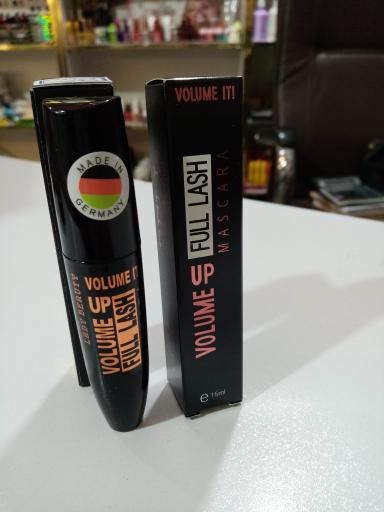 MADE IN
GERMANY
LADY BEAUTY
VOLUME IT!
VOLUME UP
FULL LASH
VOLUME IT!
VOLUME UP FULL LASH
MASCARA
e 15ml